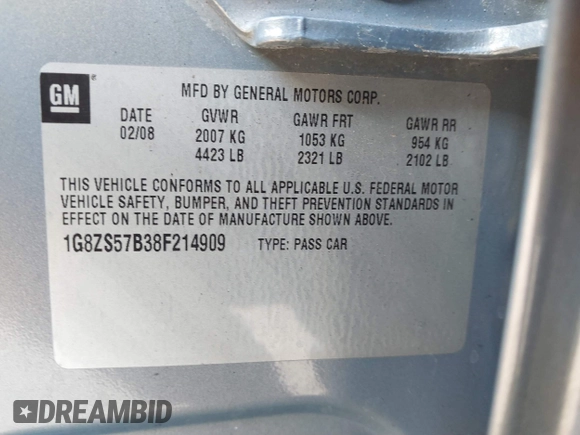 GM
MFD BY GENERAL MOTORS CORP.
DATE GVWR GAWR FRT GAWR RR
02/08 2007 KG 1053 KG 954 KG
4423 LB 2321 LB 2102 LB
THIS VEHICLE CONFORMS TO ALL APPLICABLE U.S. FEDERAL MOTOR
VEHICLE SAFETY, BUMPER, AND THEFT PREVENTION STANDARDS IN
EFFECT ON THE DATE OF MANUFACTURE SHOWN ABOVE.
1G8ZS57B38F214909 TYPE: PASS CAR
DREAMBID